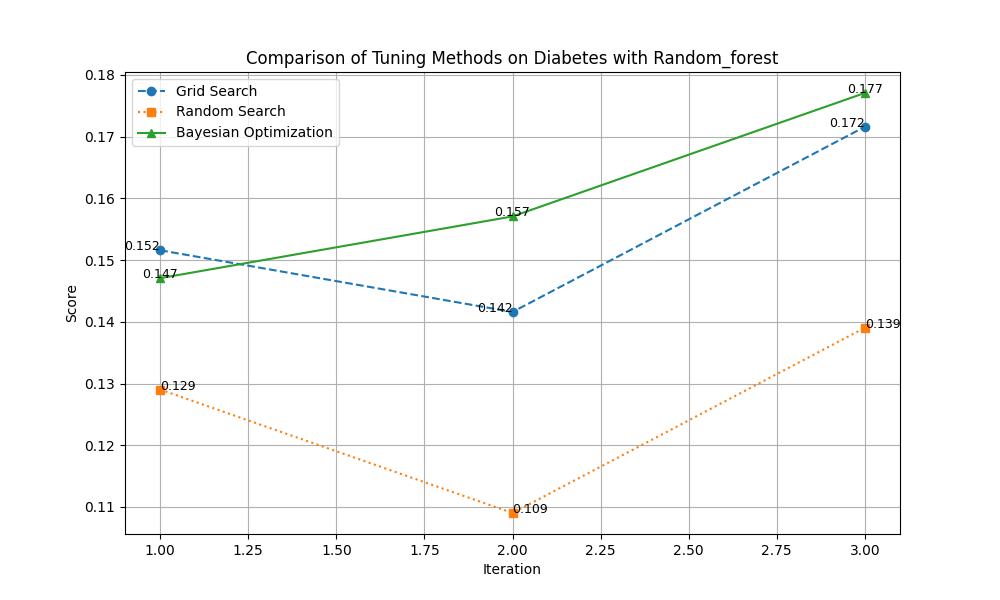 Comparison of Tuning Methods on Diabetes with Random_forest
0.18
0.17
0.16
0.15
0.14
0.13
0.12
0.11
Score
Grid Search
Random Search
Bayesian Optimization
0.177
0.172
0.157
0.152
0.147
0.142
0.139
0.129
0.109
1.00 1.25 1.50 1.75 2.00 2.25 2.50 2.75 3.00
Iteration